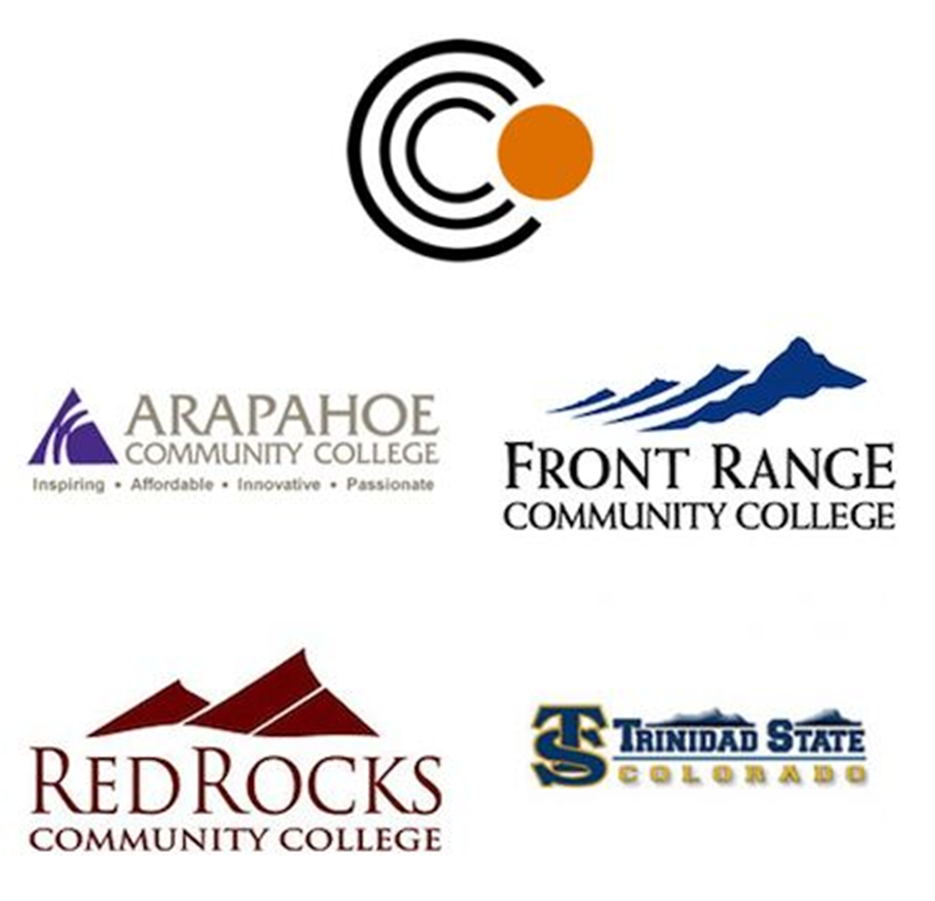 ARAPAHOE
COMMUNITY COLLEGE
Inspiring • Affordable • Innovative • Passionate
FRONT RANGE
COMMUNITY COLLEGE
RED ROCKS
COMMUNITY COLLEGE
TS TRINIDAD STATE
COLORADO